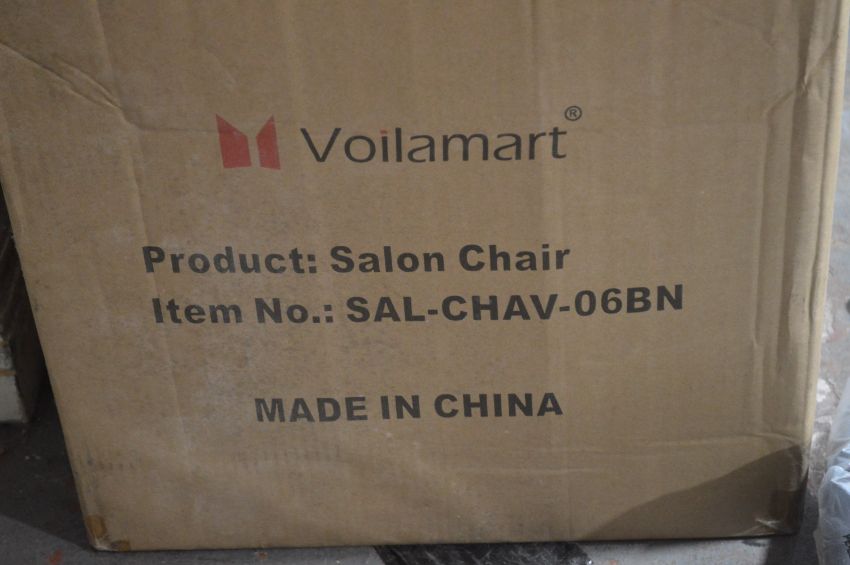 Voilamart®
Product: Salon Chair
Item No.: SAL-CHAV-06BN
MADE IN CHINA